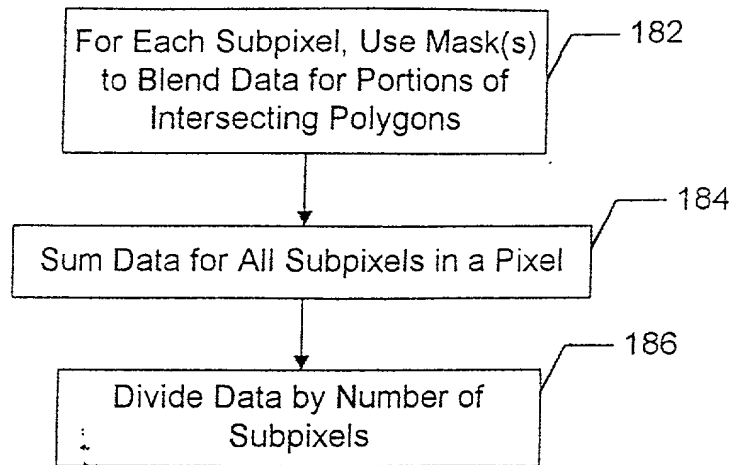 For Each Subpixel, Use Mask(s)
to Blend Data for Portions of
Intersecting Polygons
182
Sum Data for All Subpixels in a Pixel
184
Divide Data by Number of
Subpixels
186